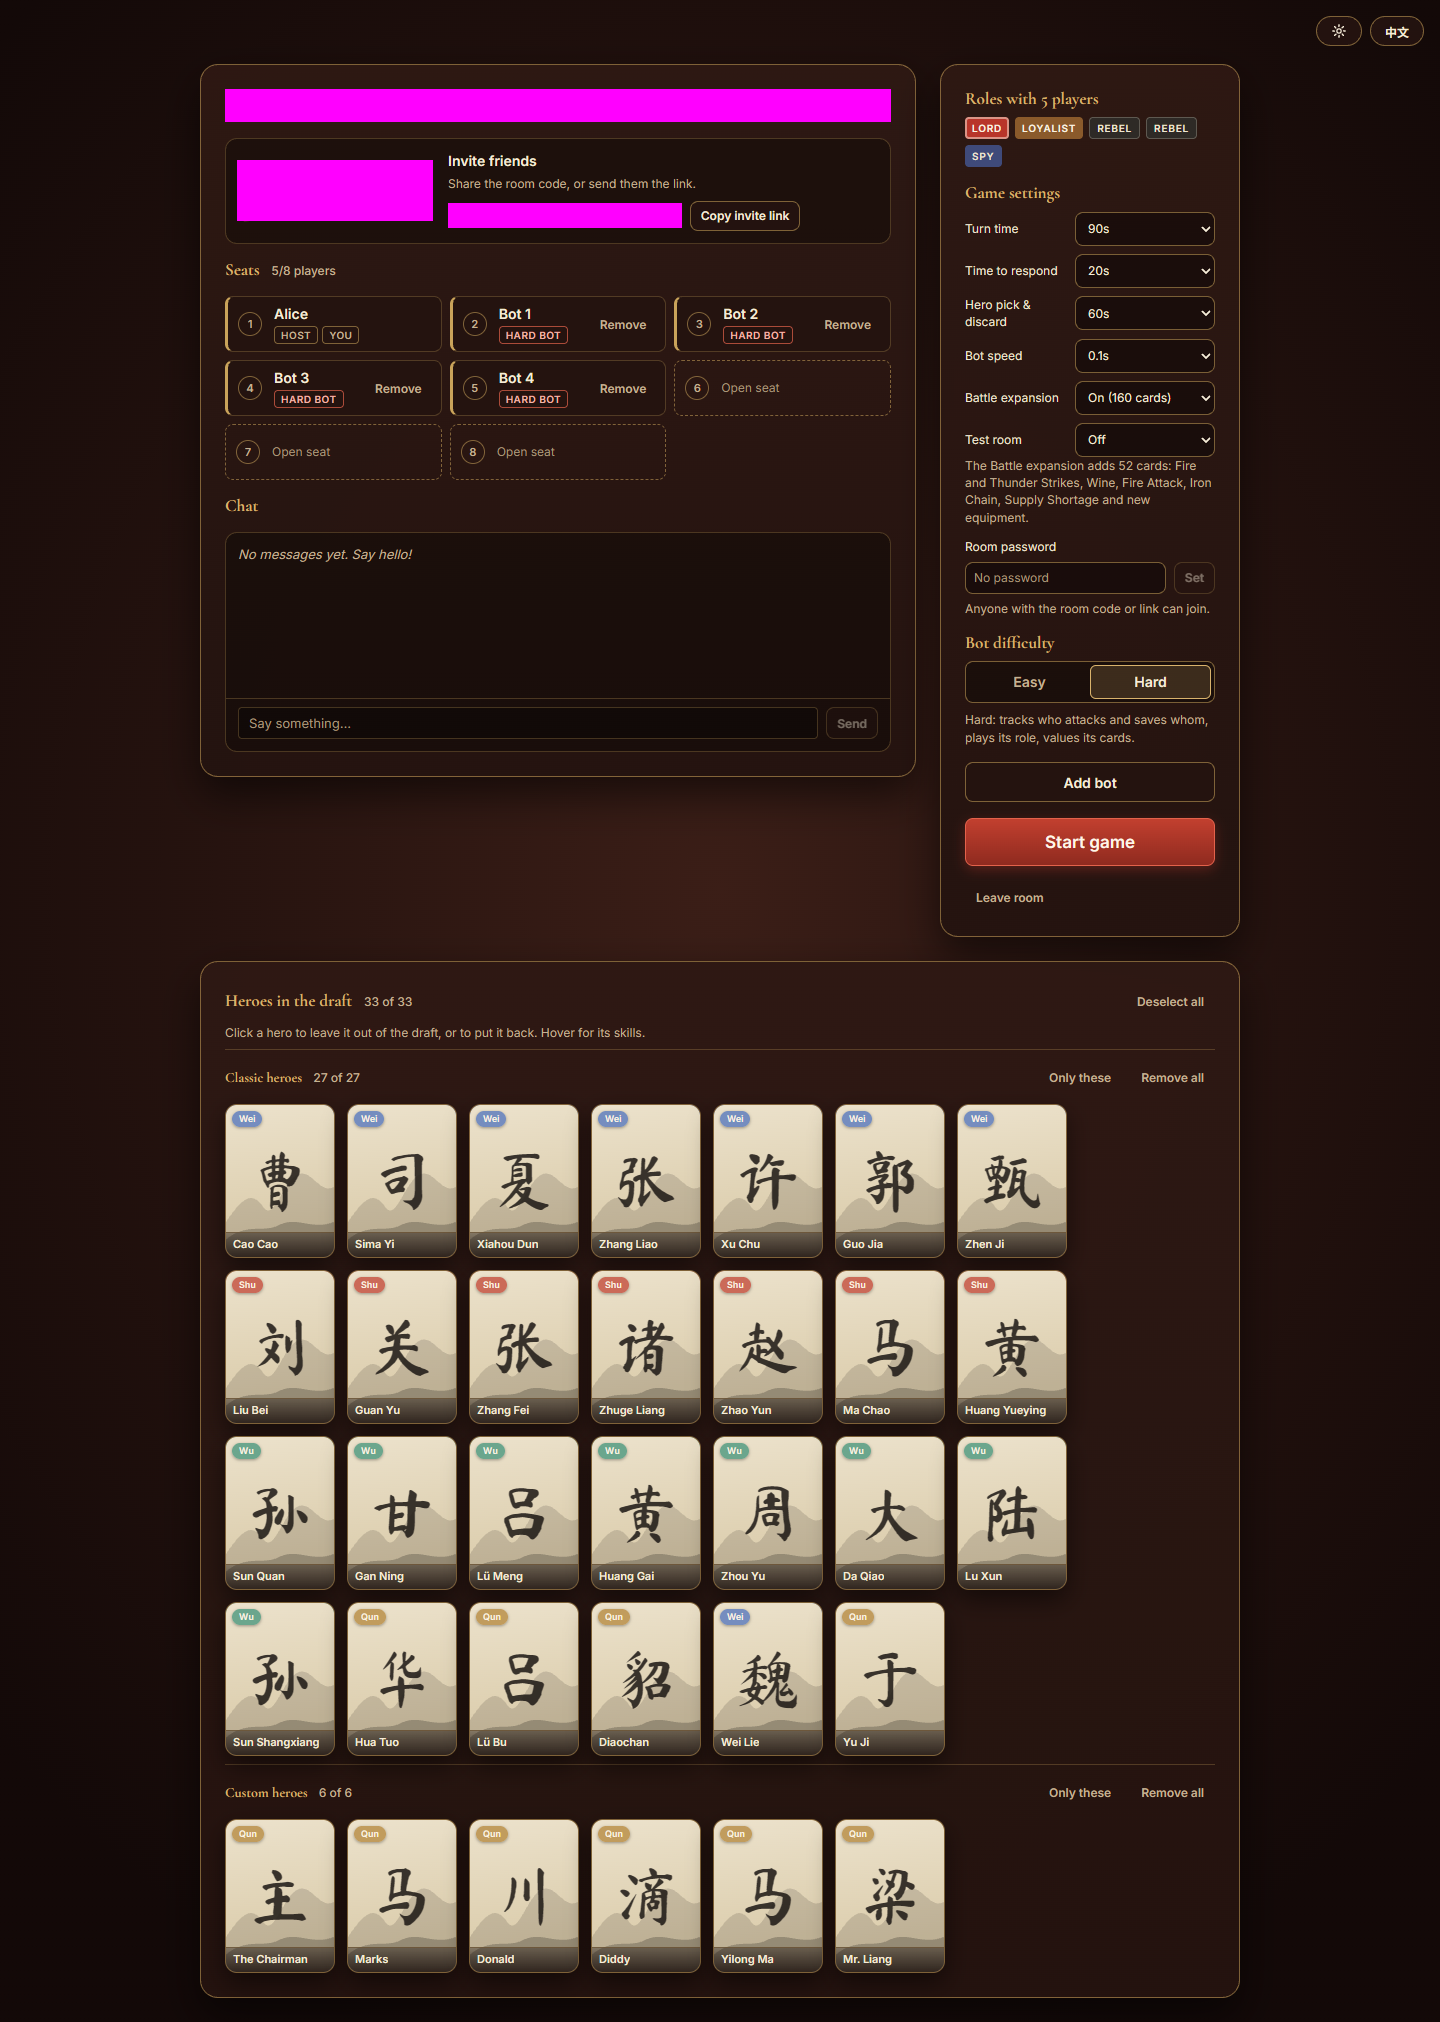 中文
Invite friends
Share the room code, or send them the link.
Copy invite link
Seats 5/8 players
1 Alice HOST YOU
2 Bot 1 HARD BOT Remove
3 Bot 2 HARD BOT Remove
4 Bot 3 HARD BOT Remove
5 Bot 4 HARD BOT Remove
6 Open seat
7 Open seat
8 Open seat
Chat
No messages yet. Say hello!
Say something... Send
Roles with 5 players
LORD LOYALIST REBEL REBEL
SPY
Game settings
Turn time 90s
Time to respond 20s
Hero pick &
discard
60s
Bot speed 0.1s
Battle expansion On (160 cards)
Test room Off
The Battle expansion adds 52 cards: Fire
and Thunder Strikes, Wine, Fire Attack, Iron
Chain, Supply Shortage and new
equipment.
Room password
No password Set
Anyone with the room code or link can join.
Bot difficulty
Easy Hard
Hard: tracks who attacks and saves whom,
plays its role, values its cards.
Add bot
Start game
Leave room
Heroes in the draft 33 of 33 Deselect all
Click a hero to leave it out of the draft, or to put it back. Hover for its skills.
Classic heroes 27 of 27 Only these Remove all
Wei Wei Wei Wei Wei Wei Wei
曹 司 夏 张 许 郭 甄
Cao Cao Sima Yi Xiahou Dun Zhang Liao Xu Chu Guo Jia Zhen Ji
Shu Shu Shu Shu Shu Shu Shu
刘 关 张 诸 赵 马 黄
Liu Bei Guan Yu Zhang Fei Zhuge Liang Zhao Yun Ma Chao Huang Yueying
Wu Wu Wu Wu Wu Wu Wu
孙 甘 吕 黄 周 大 陆
Sun Quan Gan Ning Lü Meng Huang Gai Zhou Yu Da Qiao Lu Xun
Wu Qun Qun Qun Wei Qun
孙 华 吕 貂 魏 于
Sun Shangxiang Hua Tuo Lü Bu Diaochan Wei Lie Yu Ji
Custom heroes 6 of 6 Only these Remove all
Qun Qun Qun Qun Qun Qun
主 马 川 滴 马 梁
The Chairman Marks Donald Diddy Yilong Ma Mr. Liang